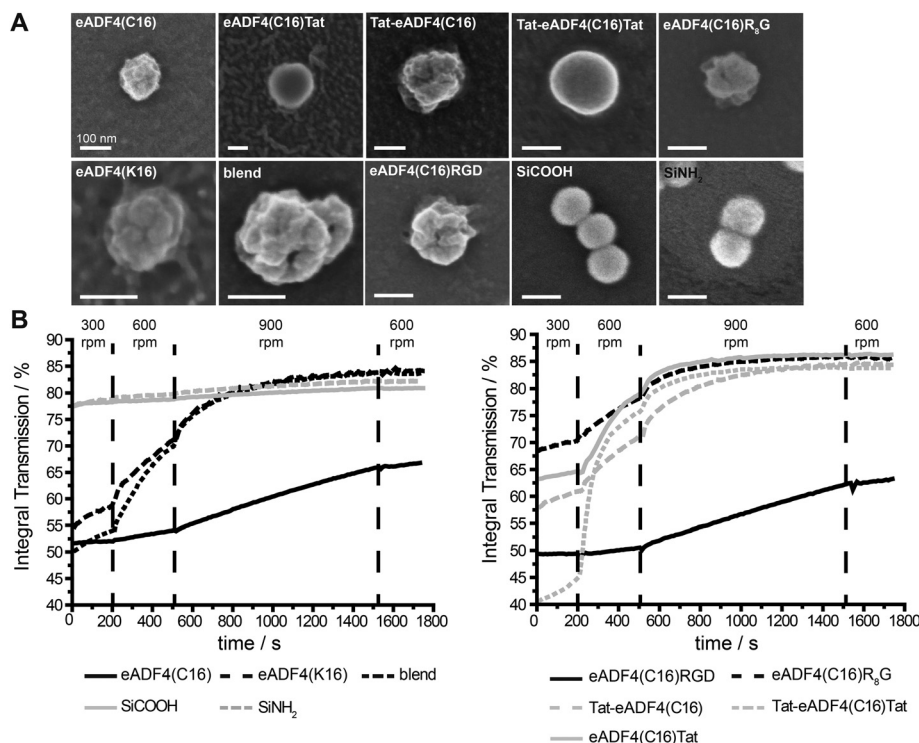 A
eADF4(C16)
eADF4(C16)Tat
Tat-eADF4(C16)
Tat-eADF4(C16)Tat
eADF4(C16)R₈G
100 nm
eADF4(K16)
blend
eADF4(C16)RGD
SiCOOH
SiNH₂
B
300 rpm
600 rpm
900 rpm
600 rpm
Integral Transmission / %
90
85
80
75
70
65
60
55
50
45
40
0 200 400 600 800 1000 1200 1400 1600 1800
time / s
eADF4(C16) eADF4(K16) blend
SiCOOH SiNH₂
300 rpm
600 rpm
900 rpm
600 rpm
Integral Transmission / %
90
85
80
75
70
65
60
55
50
45
40
0 200 400 600 800 1000 1200 1400 1600 1800
time / s
eADF4(C16)RGD eADF4(C16)R₈G
Tat-eADF4(C16) Tat-eADF4(C16)Tat
eADF4(C16)Tat